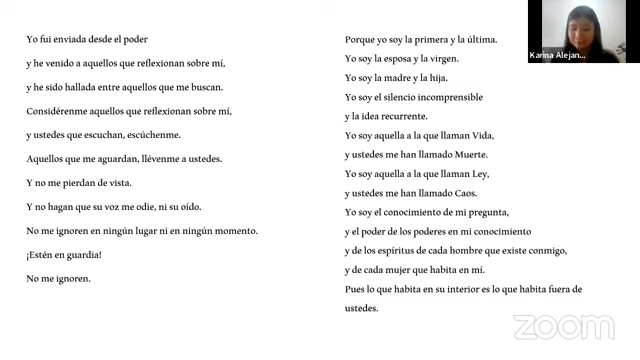 Yo fui enviada desde el poder
y he venido a aquellos que reflexionan sobre mí,
y he sido hallada entre aquellos que me buscan.
Considérenme aquellos que reflexionan sobre mí,
y ustedes que escuchan, escúchenme.
Aquellos que me aguardan, llévenme a ustedes.
Y no me pierdan de vista.
Y no hagan que su voz me odie, ni su oído.
No me ignoren en ningún lugar ni en ningún momento.
¡Estén en guardia!
No me ignoren.
Porque yo soy la primera y la última.
Yo soy la esposa y la virgen.
Yo soy la madre y la hija.
Yo soy el silencio incomprensible
y la idea recurrente.
Yo soy aquella a la que llaman Vida,
y ustedes me han llamado Muerte.
Yo soy aquella a la que llaman Ley,
y ustedes me han llamado Caos.
Yo soy el conocimiento de mi pregunta,
y el poder de los poderes en mi conocimiento
y de los espíritus de cada hombre que existe conmigo,
y de cada mujer que habita en mí.
Pues lo que habita en su interior es lo que habita fuera de
ustedes.
Karina Alejan...
zoom